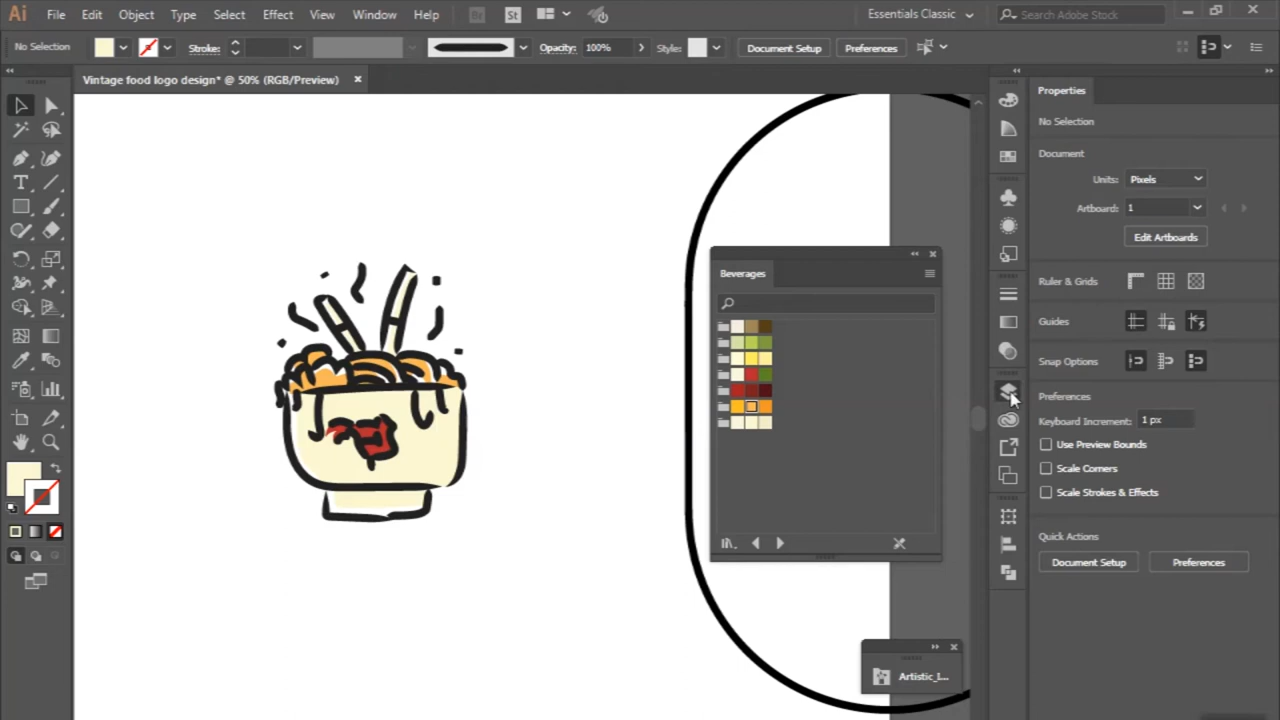 Ai File Edit Object Type Select Effect View Window Help Br St Essentials Classic Search Adobe Stock
No Selection Stroke: Opacity: 100% Style: Document Setup Preferences
Vintage food logo design* @ 50% (RGB/Preview)
Properties
No Selection
Document
Units: Pixels
Artboard: 1
Edit Artboards
Beverages
Ruler & Grids
Guides
Snap Options
Preferences
Keyboard Increment: 1 px
Use Preview Bounds
Scale Corners
Scale Strokes & Effects
Quick Actions
Document Setup Preferences
Artistic_I...